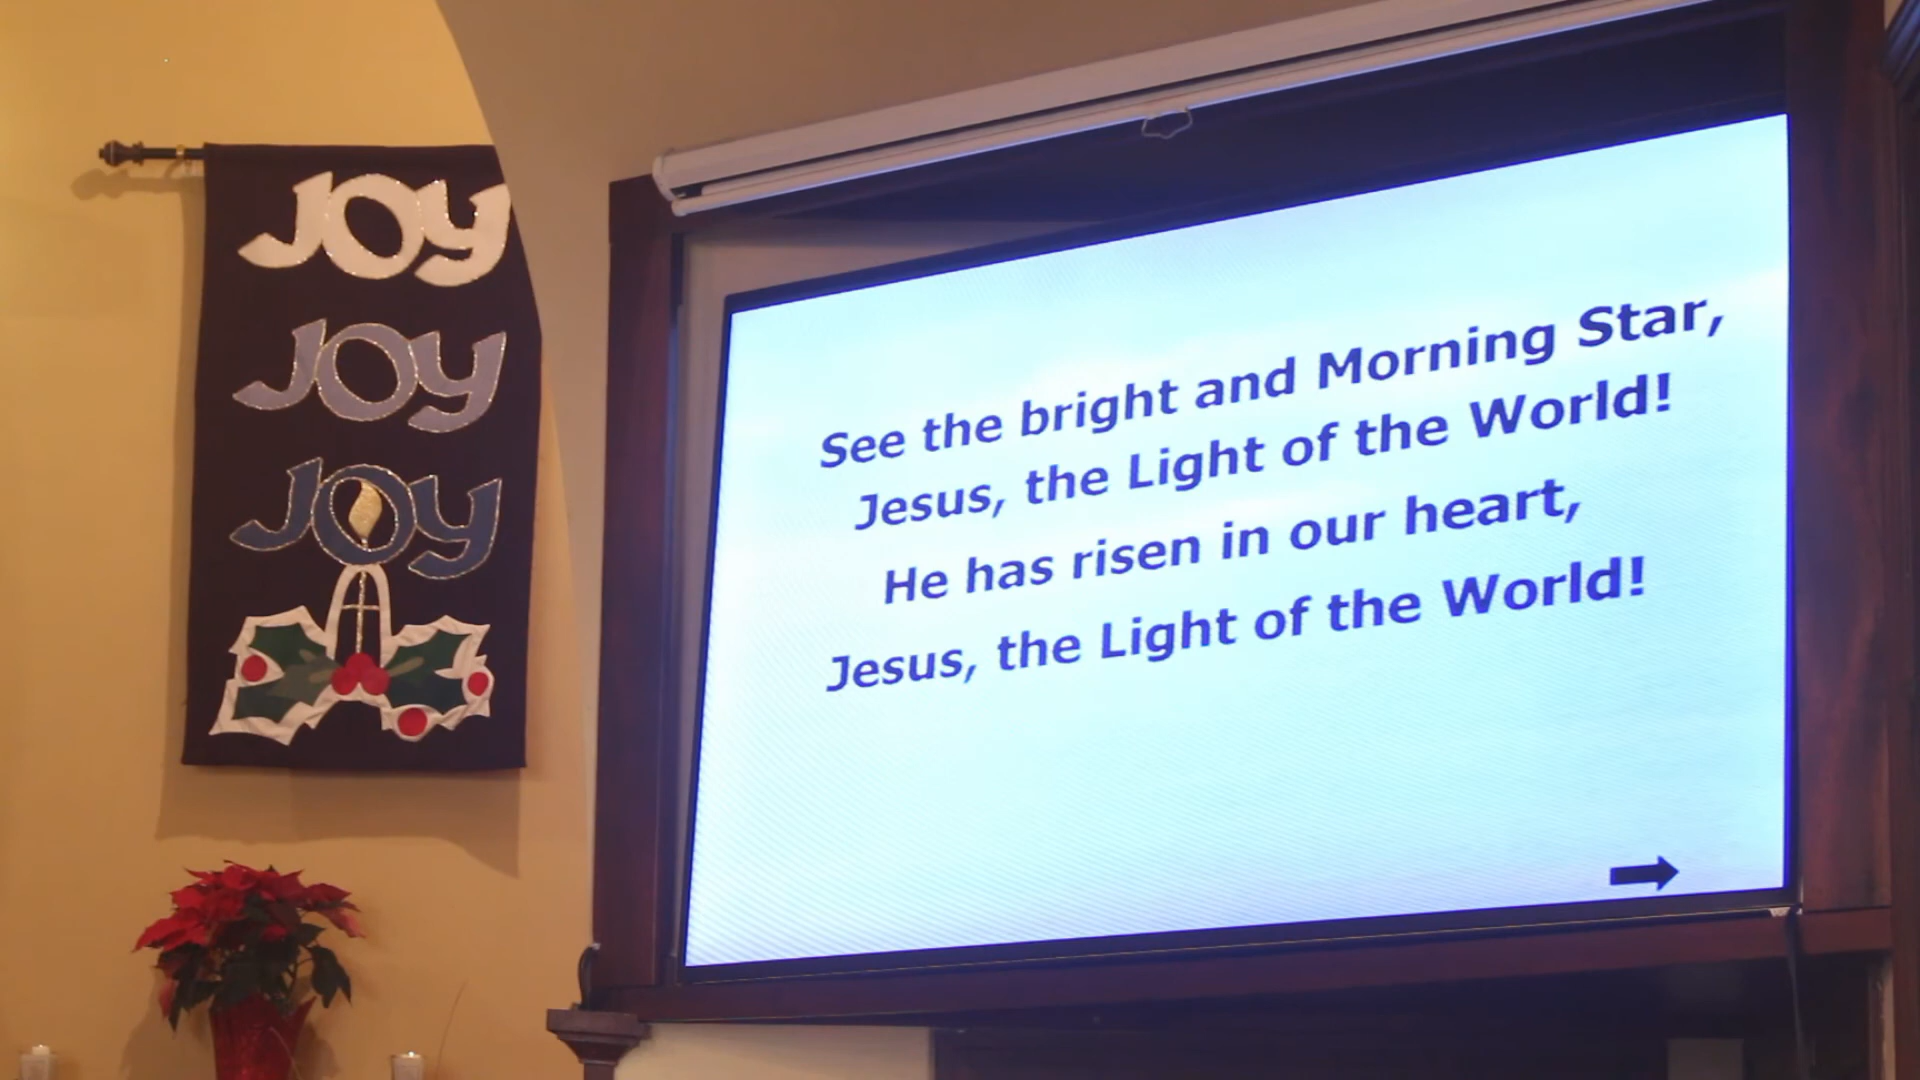 JOY
JOY
JOY
See the bright and Morning Star,
Jesus, the Light of the World!
He has risen in our heart,
Jesus, the Light of the World!